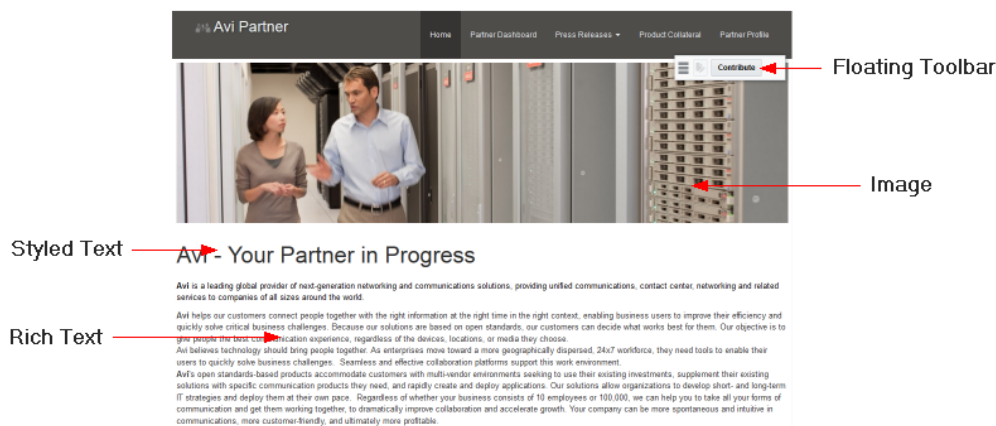 Avi Partner
Home Partner Dashboard Press Releases Product Collateral Partner Profile
Contribute
Floating Toolbar
Image
Styled Text
Avi - Your Partner in Progress
Avi is a leading global provider of next-generation networking and communications solutions, providing unified communications, contact center, networking and related
services to companies of all sizes around the world.
Rich Text
Avi helps our customers connect people together with the right information at the right time in the right context, enabling business users to improve their efficiency and
quickly solve critical business challenges. Because our solutions are based on open standards, our customers can decide what works best for them. Our objective is to
give people the best communication experience, regardless of the devices, locations, or media they choose.
Avi believes technology should bring people together. As enterprises move toward a more geographically dispersed, 24x7 workforce, they need tools to enable their
users to quickly solve business challenges. Seamless and effective collaboration platforms support this work environment.
Avi's open standards-based products accommodate customers with multi-vendor environments seeking to use their existing investments, supplement their existing
solutions with specific communication products they need, and rapidly create and deploy applications. Our solutions allow organizations to develop short- and long-term
IT strategies and deploy them at their own pace. Regardless of whether your business consists of 10 employees or 100,000, we can help you to take all your forms of
communication and get them working together, to dramatically improve collaboration and accelerate growth. Your company can be more spontaneous and intuitive in
communications, more customer-friendly, and ultimately more profitable.